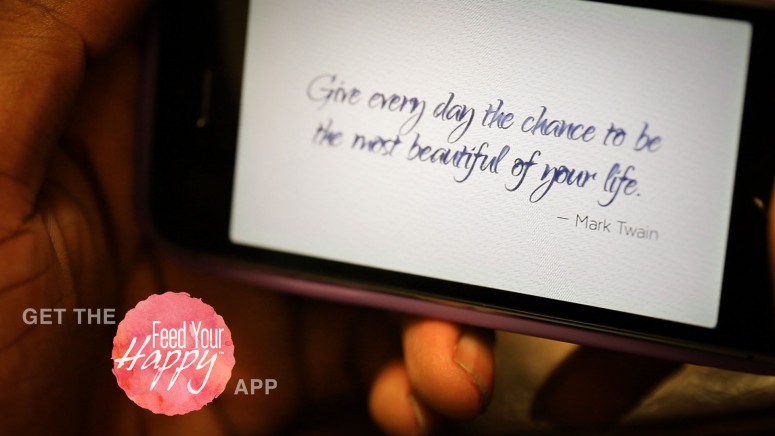 Give every day the chance to be
the most beautiful of your life.
— Mark Twain
GET THE
Feed Your
Happy™
APP